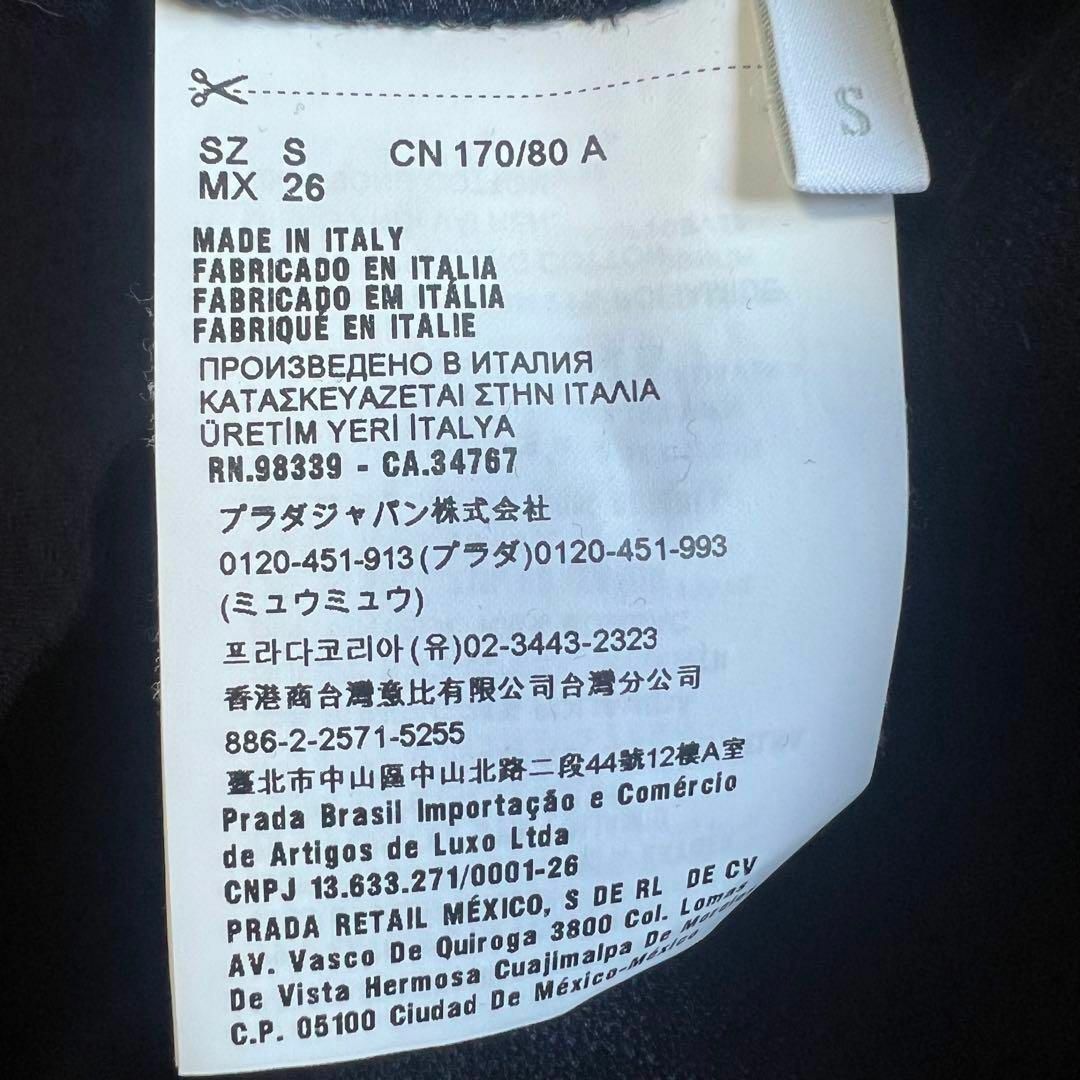 S
SZ S CN 170/80 A
MX 26
MADE IN ITALY
FABRICADO EN ITALIA
FABRICADO EM ITÁLIA
FABRIQUÉ EN ITALIE
ПРОИЗВЕДЕНО В ИТАЛИЯ
ΚΑΤΑΣΚΕΥΑΖΕΤΑΙ ΣΤΗΝ ΙΤΑΛΙΑ
ÜRETİM YERİ İTALYA
RN.98339 - CA.34767
プラダジャパン株式会社
0120-451-913(プラダ)0120-451-993
(ミュウミュウ)
프라다코리아(유)02-3443-2323
香港商台灣意比有限公司台灣分公司
886-2-2571-5255
臺北市中山區中山北路二段44號12樓A室
Prada Brasil Importação e Comércio
de Artigos de Luxo Ltda
CNPJ 13.633.271/0001-26
PRADA RETAIL MÉXICO, S DE RL DE CV
AV. Vasco De Quiroga 3800 Col. Lomas
De Vista Hermosa Cuajimalpa De Morelos
C.P. 05100 Ciudad De México-México